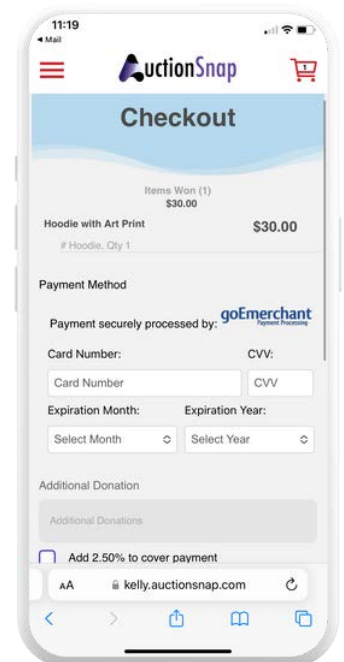 11:19
◀ Mail
AuctionSnap
1
Checkout
Items Won (1)
$30.00
Hoodie with Art Print $30.00
# Hoodie, Qty 1
Payment Method
Payment securely processed by: goEmerchant
Payment Processing
Card Number: CVV:
Card Number CVV
Expiration Month: Expiration Year:
Select Month Select Year
Additional Donation
Additional Donations
Add 2.50% to cover payment
AA kelly.auctionsnap.com